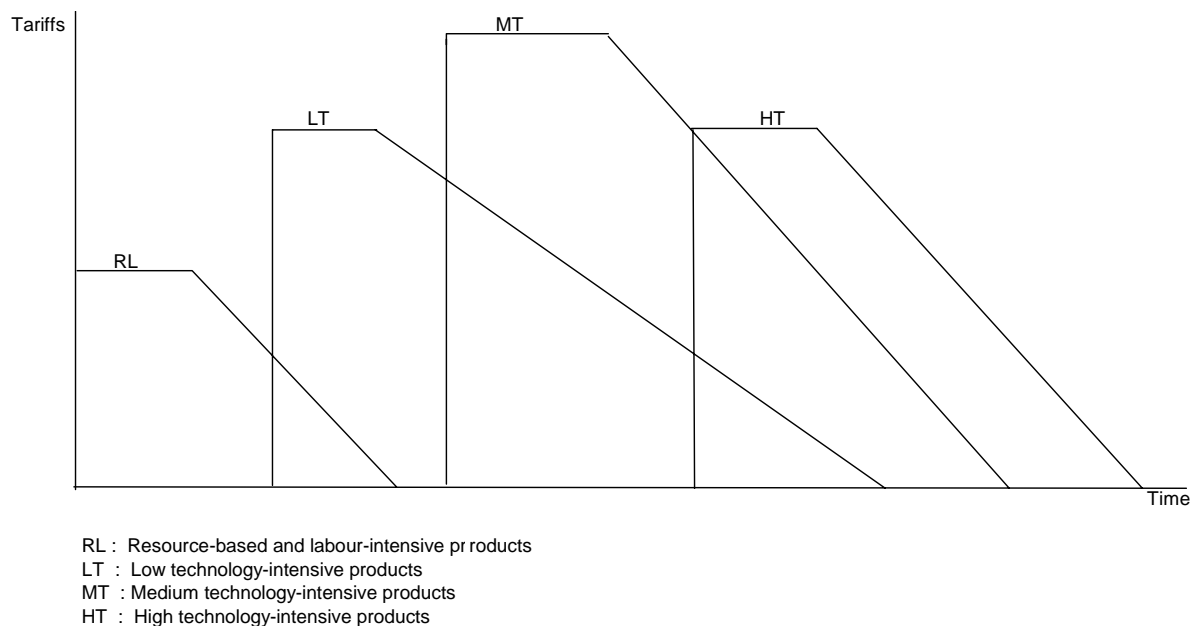 Tariffs
MT
LT
HT
RL
Time
RL : Resource-based and labour-intensive pr roducts
LT : Low technology-intensive products
MT : Medium technology-intensive products
HT : High technology-intensive products